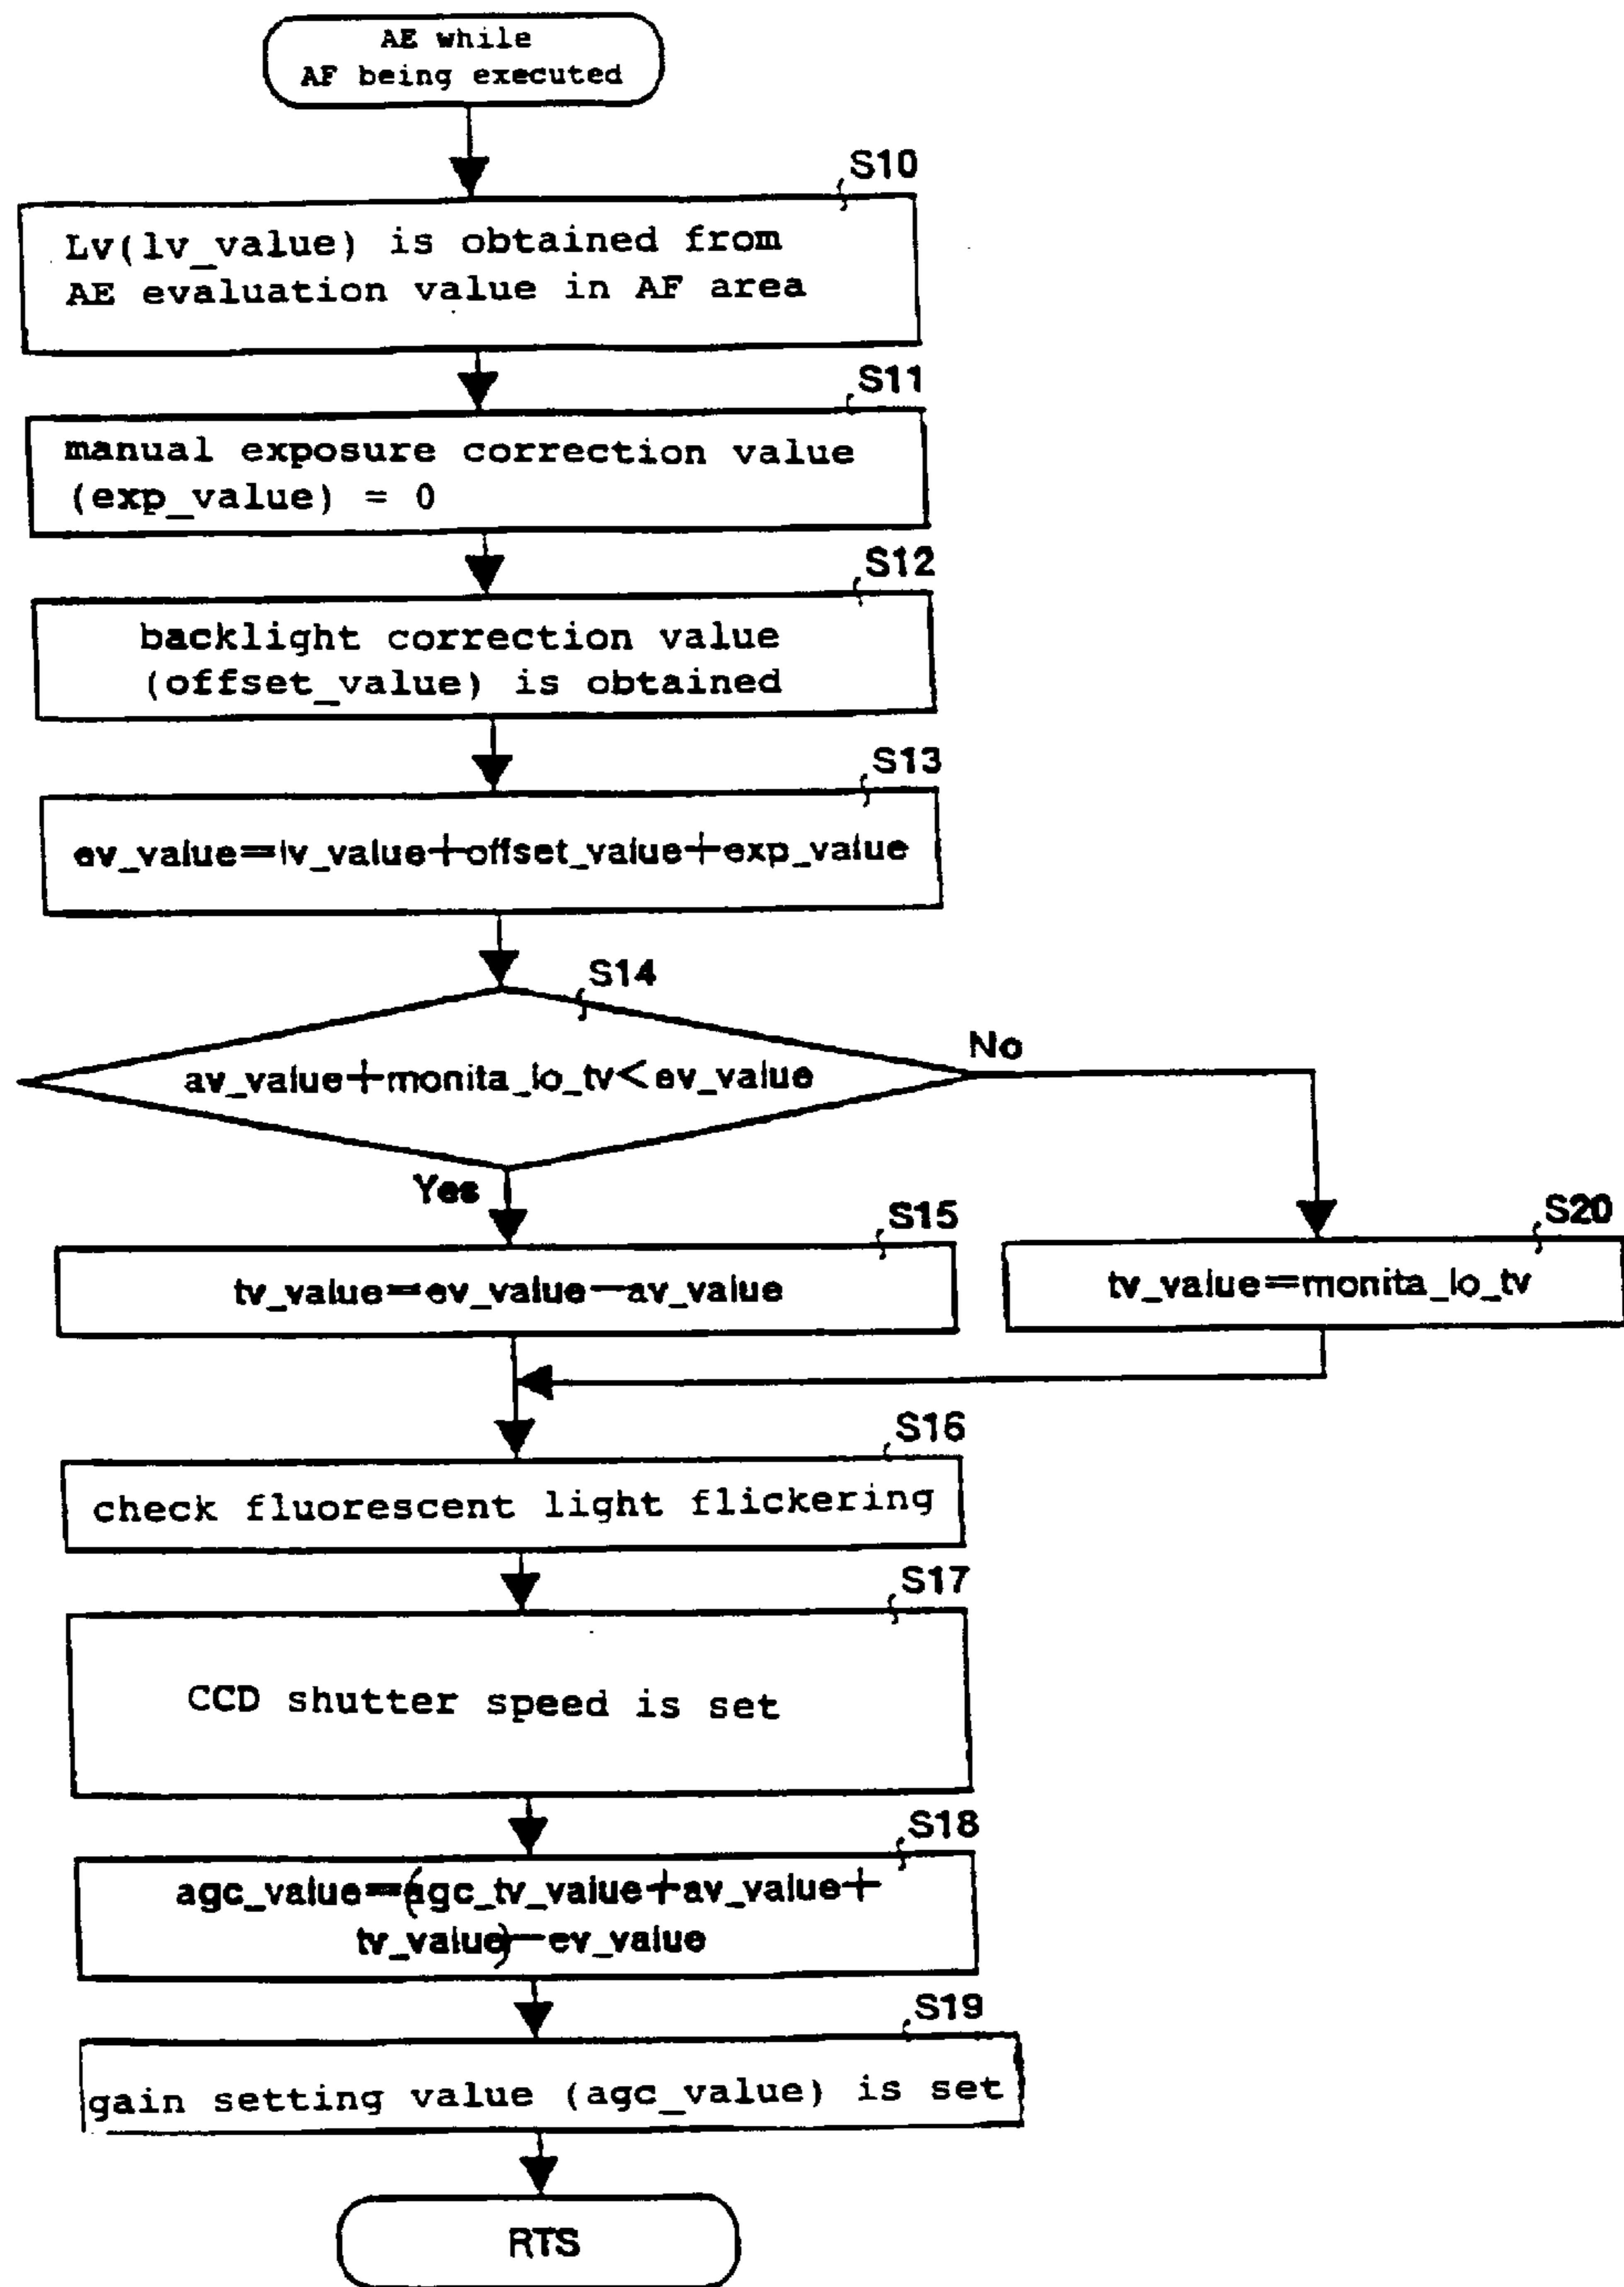 AE while
AF being executed
S10
Lv(lv_value) is obtained from
AE evaluation value in AF area
S11
manual exposure correction value
(exp_value) = 0
S12
backlight correction value
(offset_value) is obtained
S13
ev_value=lv_value+offset_value+exp_value
S14
av_value+monita_lo_tv<ev_value
No
Yes
S15
tv_value=ev_value-av_value
S20
tv_value=monita_lo_tv
S16
check fluorescent light flickering
S17
CCD shutter speed is set
S18
agc_value=(agc_tv_value+av_value+
tv_value)-ev_value
S19
gain setting value (agc_value) is set
RTS